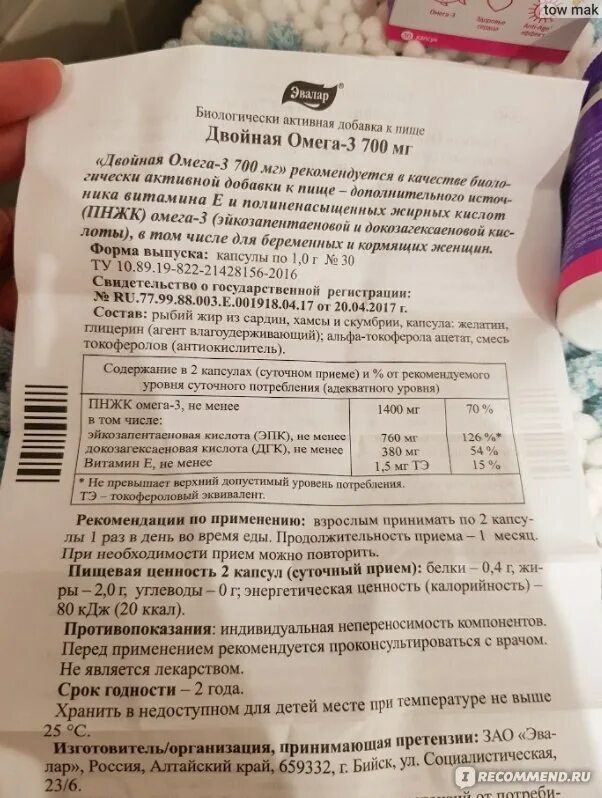 tow mak
Омега-3
Здоровье
сердца
Anti-Age
эффект
30 капсул
Эвалар®
Биологически активная добавка к пище
Двойная Омега-3 700 мг
«Двойная Омега-3 700 мг» рекомендуется в качестве биоло-
гически активной добавки к пище – дополнительного источ-
ника витамина Е и полиненасыщенных жирных кислот
(ПНЖК) омега-3 (эйкозапентаеновой и докозагексаеновой кис-
лоты), в том числе для беременных и кормящих женщин.
Форма выпуска: капсулы по 1,0 г № 30
ТУ 10.89.19-822-21428156-2016
Свидетельство о государственной регистрации:
№ RU.77.99.88.003.E.001918.04.17 от 20.04.2017 г.
Состав: рыбий жир из сардин, хамсы и скумбрии, капсула: желатин,
глицерин (агент влагоудерживающий); альфа-токоферола ацетат, смесь
токоферолов (антиокислитель).
Содержание в 2 капсулах (суточном приеме) и % от рекомендуемого
уровня суточного потребления (адекватного уровня)
ПНЖК омега-3, не менее 1400 мг 70 %
в том числе:
эйкозапентаеновая кислота (ЭПК), не менее 760 мг 126 %*
докозагексаеновая кислота (ДГК), не менее 380 мг 54 %
Витамин Е, не менее 1,5 мг ТЭ 15 %
* Не превышает верхний допустимый уровень потребления.
ТЭ – токофероловый эквивалент.
Рекомендации по применению: взрослым принимать по 2 капсу-
лы 1 раз в день во время еды. Продолжительность приема – 1 месяц.
При необходимости прием можно повторить.
Пищевая ценность 2 капсул (суточный прием): белки – 0,4 г, жи-
ры – 2,0 г, углеводы – 0 г; энергетическая ценность (калорийность) –
80 кДж (20 ккал).
Противопоказания: индивидуальная непереносимость компонентов.
Перед применением рекомендуется проконсультироваться с врачом.
Не является лекарством.
Срок годности – 2 года.
Хранить в недоступном для детей месте при температуре не выше
25 °С.
Изготовитель/организация, принимающая претензии: ЗАО «Эва-
лар», Россия, Алтайский край, 659332, г. Бийск, ул. Социалистическая,
23/6.
I RECOMMEND.RU